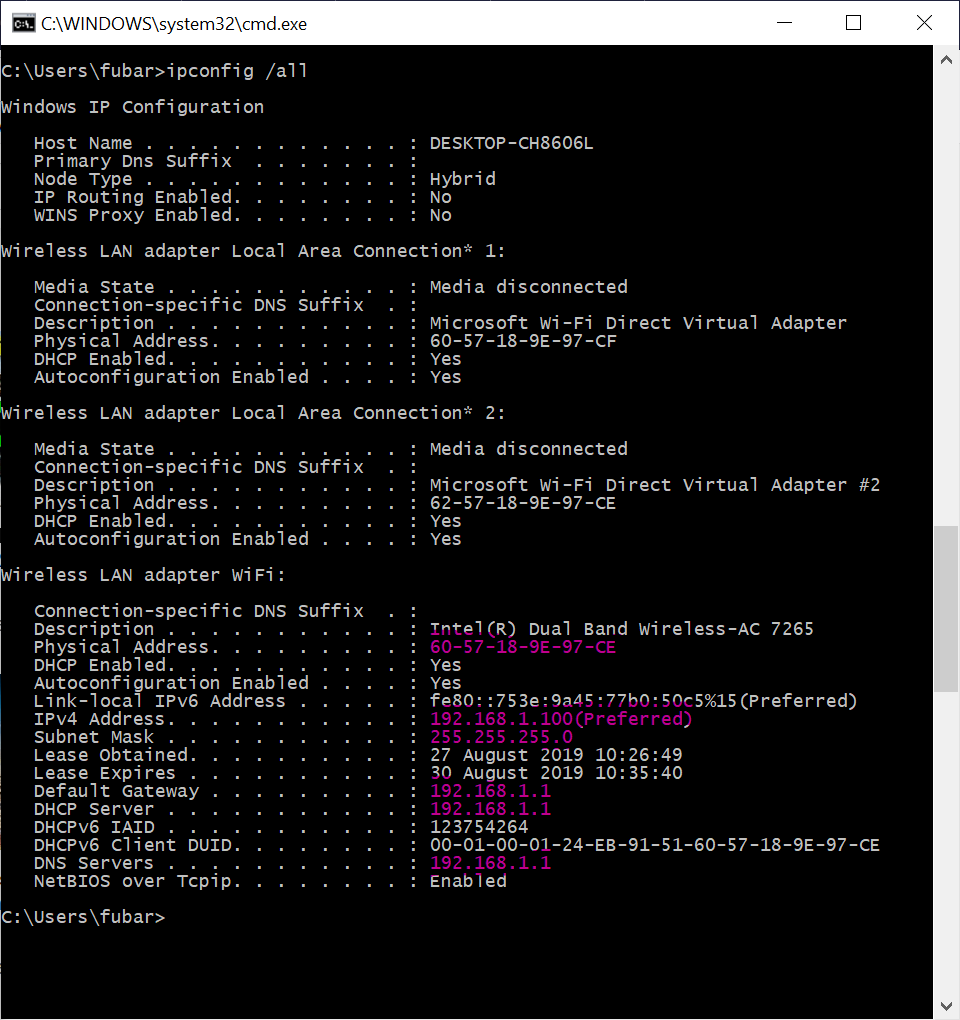 C:\WINDOWS\system32\cmd.exe
C:\Users\fubar>ipconfig /all
Windows IP Configuration
Host Name . . . . . . . . . . . . : DESKTOP-CH8606L
Primary Dns Suffix  . . . . . . . :
Node Type . . . . . . . . . . . . : Hybrid
IP Routing Enabled. . . . . . . . : No
WINS Proxy Enabled. . . . . . . . : No
Wireless LAN adapter Local Area Connection* 1:
Media State . . . . . . . . . . . : Media disconnected
Connection-specific DNS Suffix  . :
Description . . . . . . . . . . . : Microsoft Wi-Fi Direct Virtual Adapter
Physical Address. . . . . . . . . : 60-57-18-9E-97-CF
DHCP Enabled. . . . . . . . . . . : Yes
Autoconfiguration Enabled . . . . : Yes
Wireless LAN adapter Local Area Connection* 2:
Media State . . . . . . . . . . . : Media disconnected
Connection-specific DNS Suffix  . :
Description . . . . . . . . . . . : Microsoft Wi-Fi Direct Virtual Adapter #2
Physical Address. . . . . . . . . : 62-57-18-9E-97-CE
DHCP Enabled. . . . . . . . . . . : Yes
Autoconfiguration Enabled . . . . : Yes
Wireless LAN adapter WiFi:
Connection-specific DNS Suffix  . :
Description . . . . . . . . . . . : Intel(R) Dual Band Wireless-AC 7265
Physical Address. . . . . . . . . : 60-57-18-9E-97-CE
DHCP Enabled. . . . . . . . . . . : Yes
Autoconfiguration Enabled . . . . : Yes
Link-local IPv6 Address . . . . . : fe80::753e:9a45:77b0:50c5%15(Preferred)
IPv4 Address. . . . . . . . . . . : 192.168.1.100(Preferred)
Subnet Mask . . . . . . . . . . . : 255.255.255.0
Lease Obtained. . . . . . . . . . : 27 August 2019 10:26:49
Lease Expires . . . . . . . . . . : 30 August 2019 10:35:40
Default Gateway . . . . . . . . . : 192.168.1.1
DHCP Server . . . . . . . . . . . : 192.168.1.1
DHCPv6 IAID . . . . . . . . . . . : 123754264
DHCPv6 Client DUID. . . . . . . . : 00-01-00-01-24-EB-91-51-60-57-18-9E-97-CE
DNS Servers . . . . . . . . . . . : 192.168.1.1
NetBIOS over Tcpip. . . . . . . . : Enabled
C:\Users\fubar>